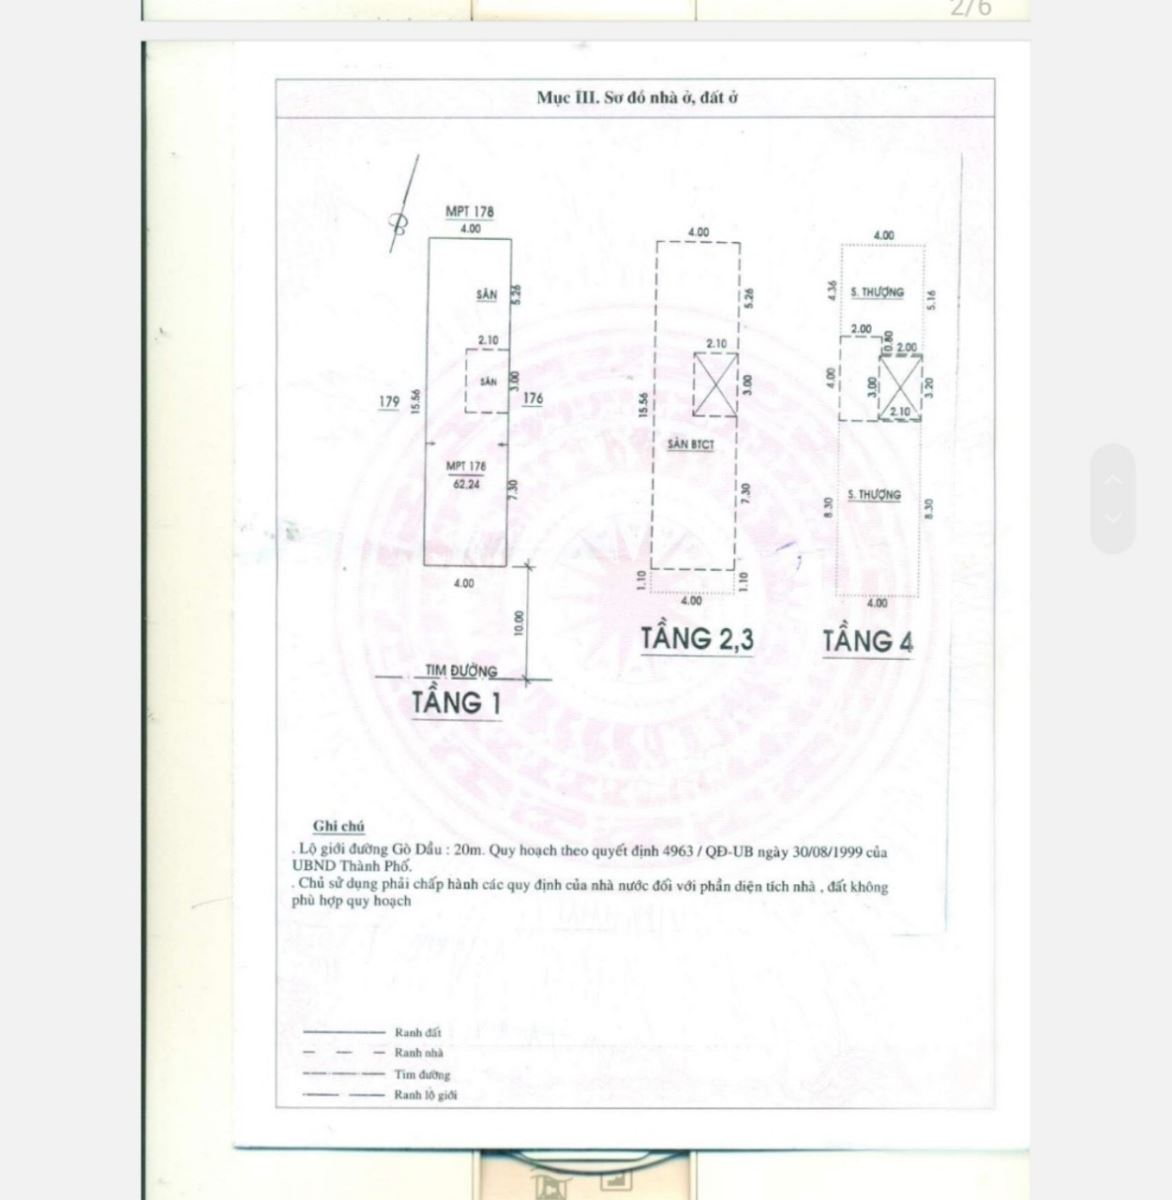 2/6
Mục III. Sơ đồ nhà ở, đất ở
MPT 178
4.00
SÂN
5.26
2.10
SÂN
3.00
179
15.56
176
MPT 176
62.24
7.30
4.00
10.00
TIM ĐƯỜNG
TẦNG 1
4.00
5.26
2.10
3.00
15.56
SÀN BTCT
7.30
1.10
1.10
4.00
TẦNG 2,3
4.00
4.36
S. THƯỢNG
5.16
2.00
0.80
2.00
4.00
3.00
3.20
2.10
S. THƯỢNG
8.30
8.30
4.00
TẦNG 4
Ghi chú
. Lộ giới đường Gò Dầu : 20m. Quy hoạch theo quyết định 4963 / QĐ-UB ngày 30/08/1999 của
UBND Thành Phố.
. Chủ sử dụng phải chấp hành các quy định của nhà nước đối với phần diện tích nhà , đất không
phù hợp quy hoạch
Ranh đất
Ranh nhà
Tim đường
Ranh lộ giới